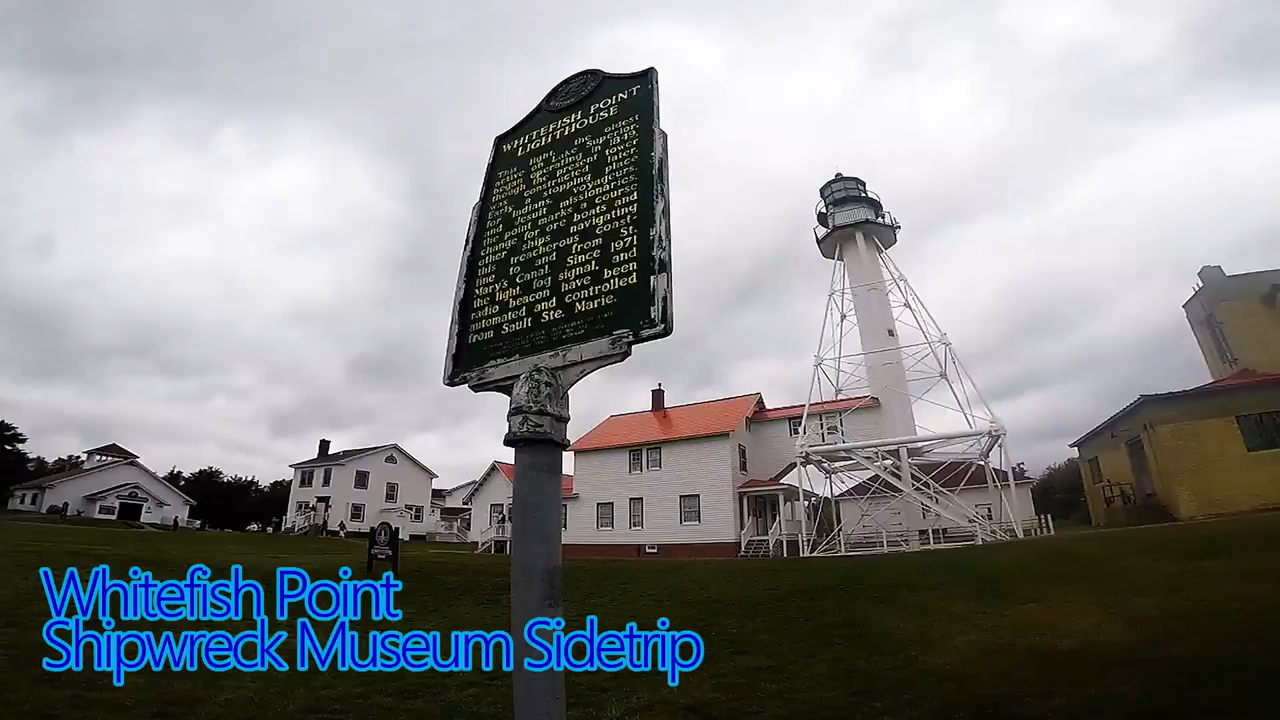 WHITEFISH POINT
LIGHTHOUSE
This light, the oldest
active on Lake Superior,
began operating in 1849,
though the present tower
was constructed later.
Early a stopping place
for Indians, voyageurs,
and Jesuit missionaries,
the point marks a course
change for ore boats and
other ships navigating
this treacherous coast-
line to and from St.
Mary's Canal. Since 1971
the light, fog signal, and
radio beacon have been
automated and controlled
from Sault Ste. Marie.
Whitefish Point
Shipwreck Museum Sidetrip